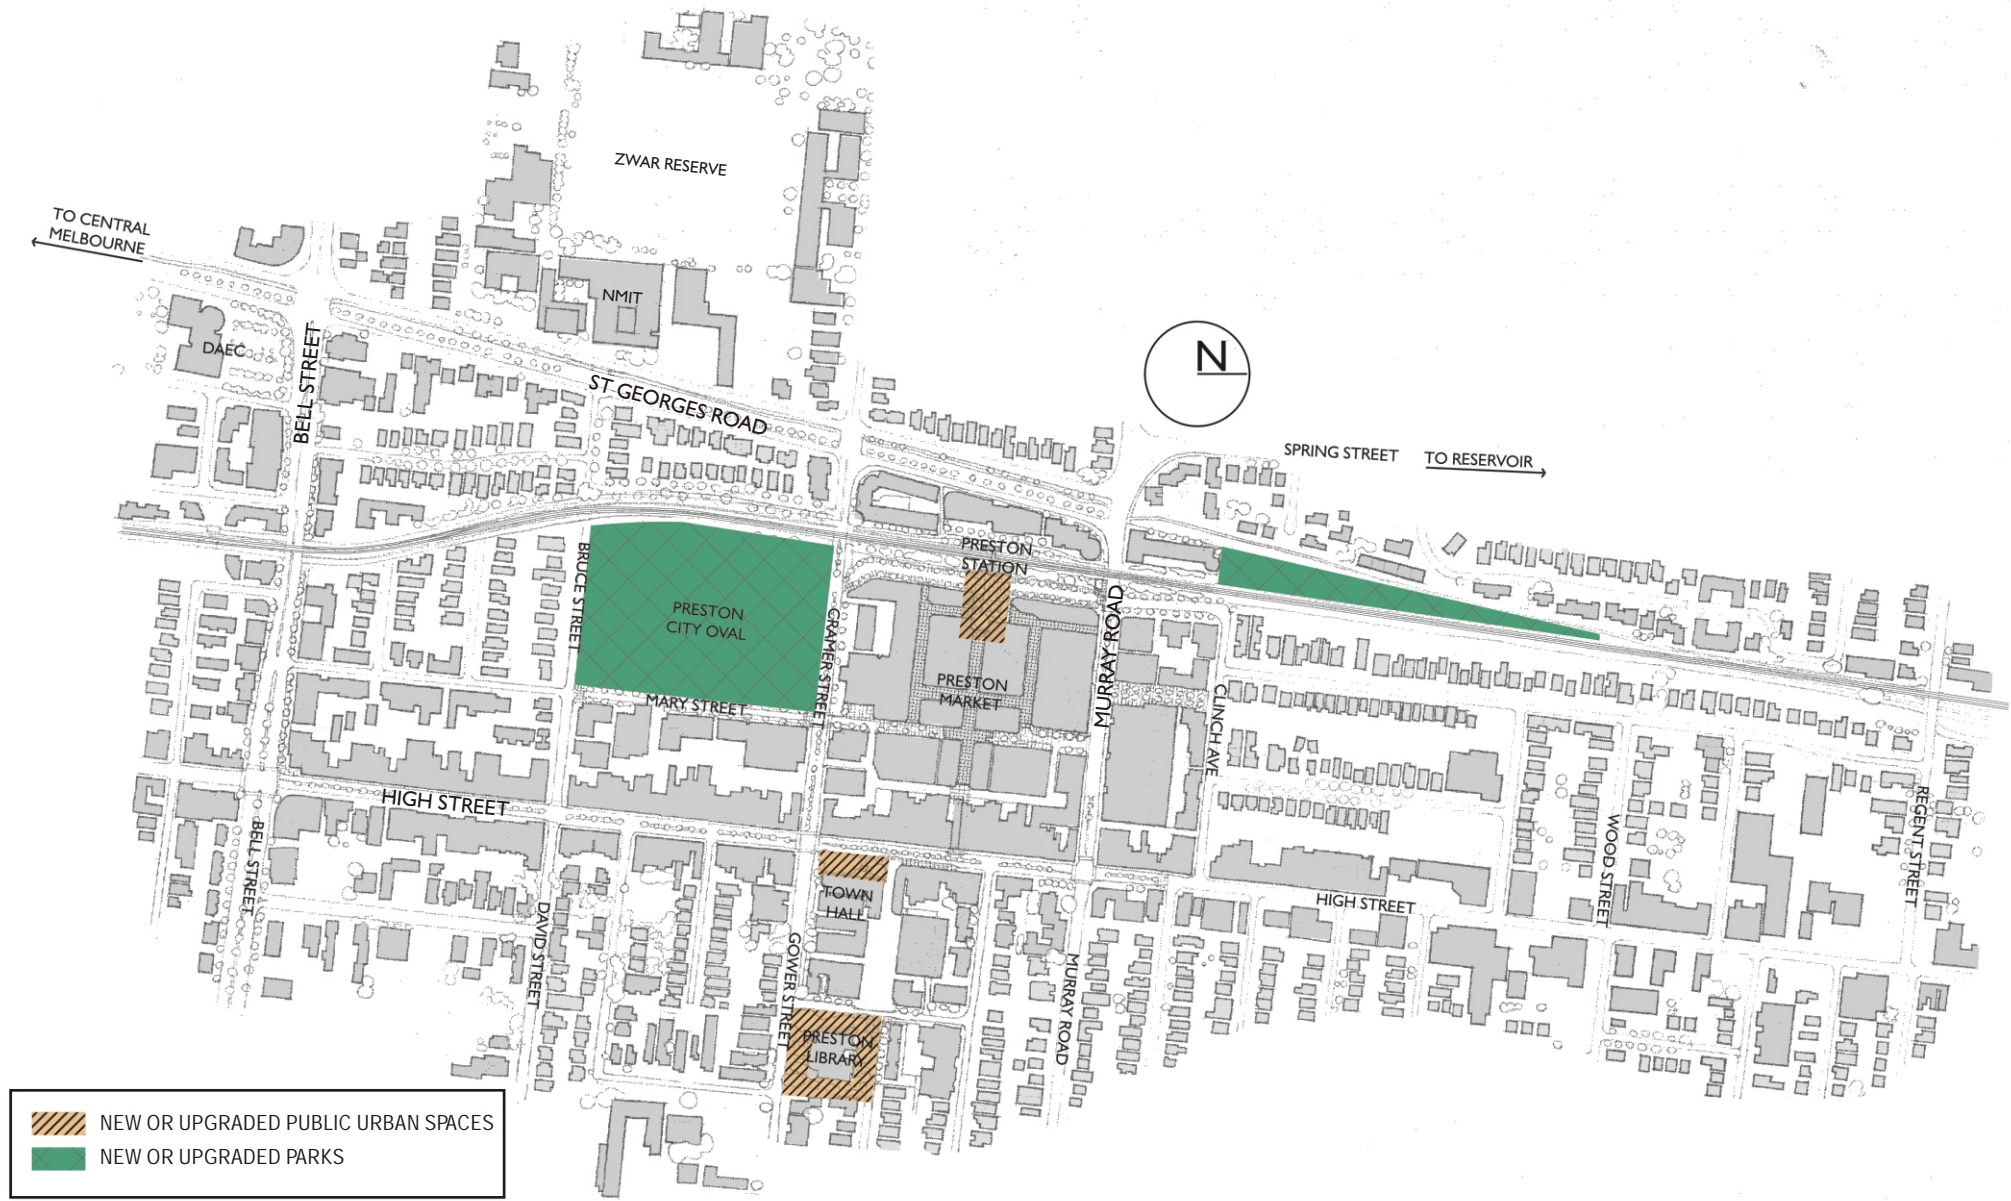 ZWAR RESERVE
TO CENTRAL
MELBOURNE
NMIT
DAEC
BELL STREET
ST GEORGES ROAD
N
SPRING STREET
TO RESERVOIR
PRESTON
STATION
BRUCE STREET
PRESTON
CITY OVAL
CRAMER STREET
MURRAY ROAD
PRESTON
MARKET
MARY STREET
CLINCH AVE
HIGH STREET
BELL STREET
WOOD STREET
REGENT STREET
TOWN
HALL
HIGH STREET
DAVID STREET
GOWER STREET
MURRAY ROAD
PRESTON
LIBRARY
NEW OR UPGRADED PUBLIC URBAN SPACES
NEW OR UPGRADED PARKS